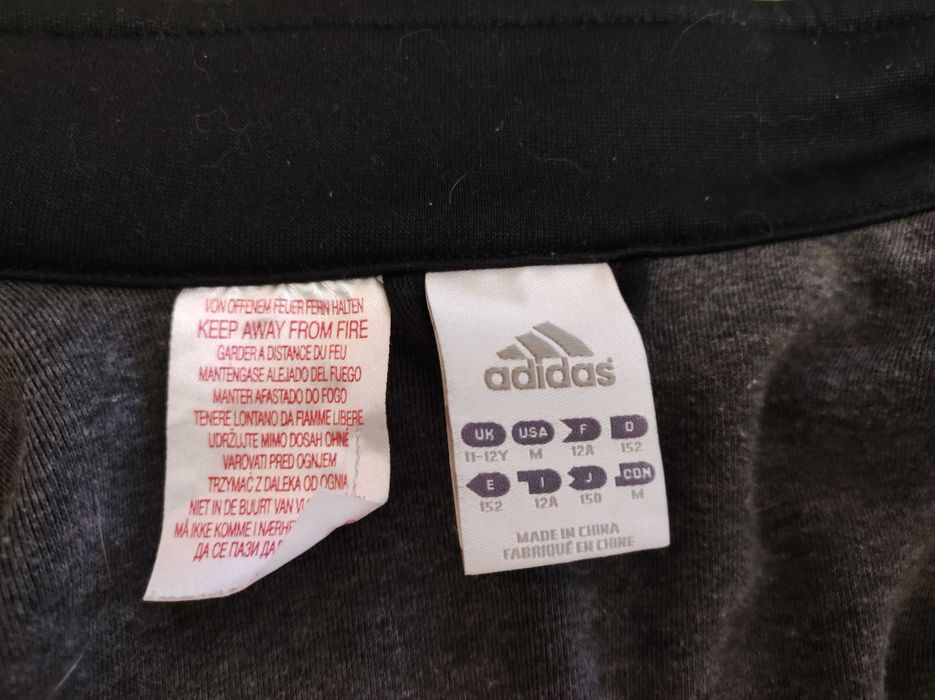 VON OFFENEM FEUER FERN HALTEN
KEEP AWAY FROM FIRE
GARDER A DISTANCE DU FEU
MANTENGASE ALEJADO DEL FUEGO
MANTER AFASTADO DO FOGO
TENERE LONTANO DA FIAMME LIBERE
UDRŽUJTE MIMO DOSAH OHNĚ
VAROVATI PRED OGNJEM
TRZYMAĆ Z DALEKA OD OGNIA
NIET IN DE BUURT VAN
MÅ IKKE KOMME I
ДА СЕ ПАЗИ
adidas
UK USA F D
11-12Y M 12A 152
E I J CDN
152 12A 150 M
MADE IN CHINA
FABRIQUÉ EN CHINE